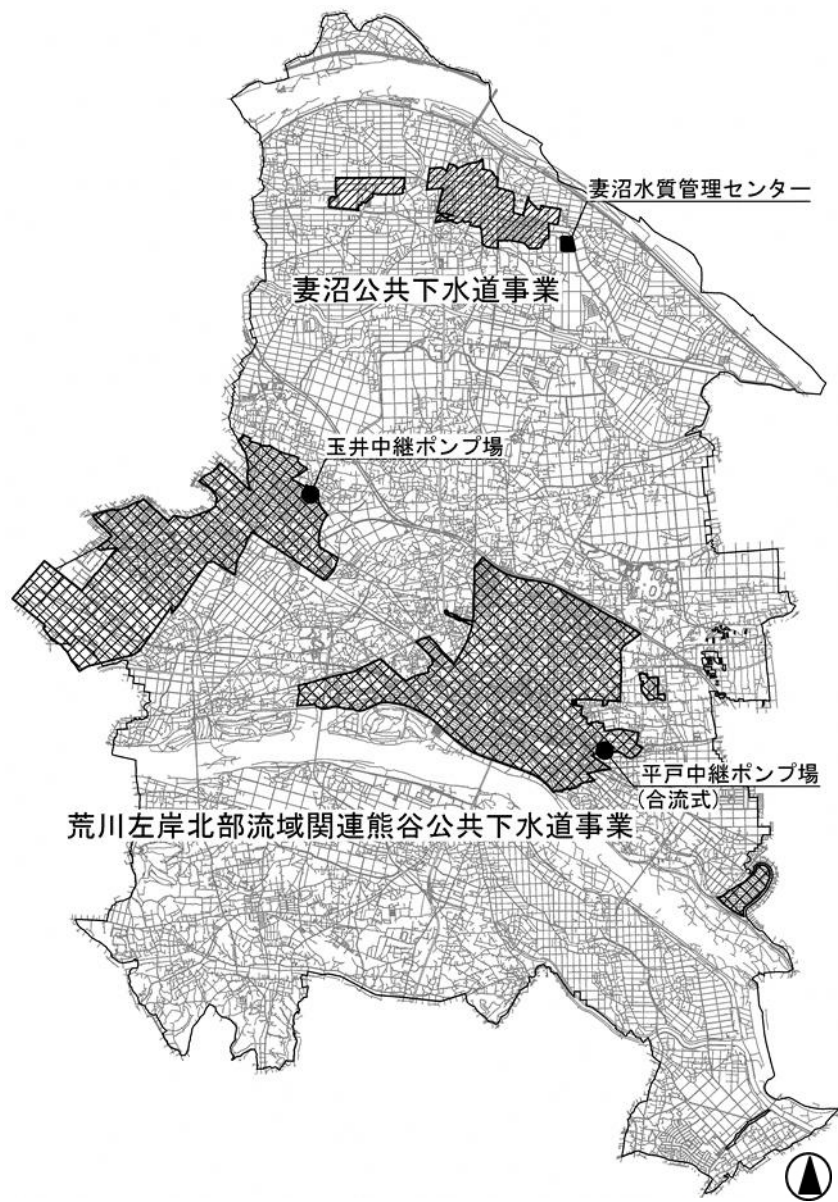 妻沼水質管理センター
妻沼公共下水道事業
玉井中継ポンプ場
平戸中継ポンプ場
(合流式)
荒川左岸北部流域関連熊谷公共下水道事業